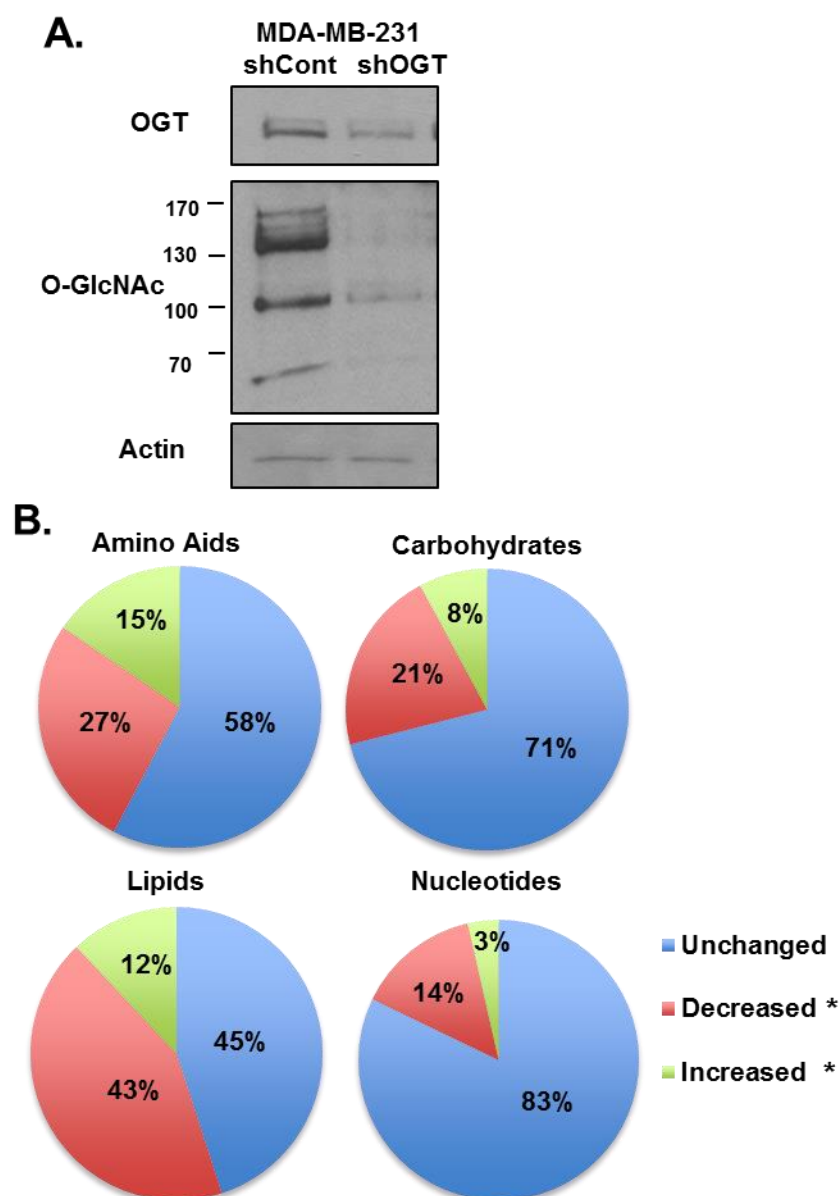 A.
MDA-MB-231
shCont shOGT
OGT
170
130
O-GlcNAc
100
70
Actin
B.
Amino Aids
15%
27%
58%
Carbohydrates
8%
21%
71%
Lipids
12%
45%
43%
Nucleotides
3%
14%
83%
Unchanged
Decreased *
Increased *